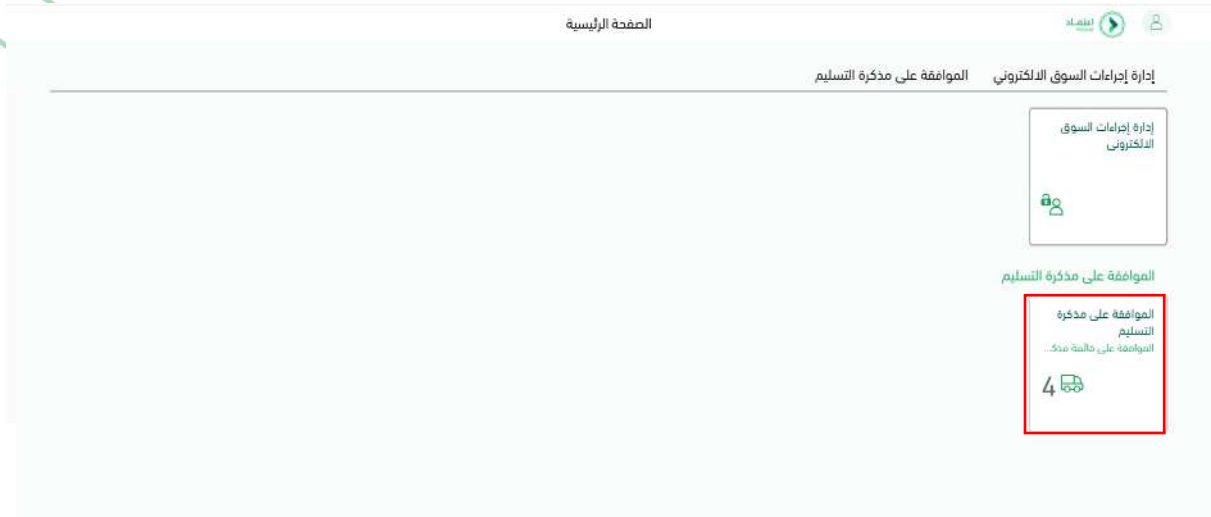 اعتماد
الصفحة الرئيسية
إدارة إجراءات السوق الالكتروني الموافقة على مذكرة التسليم
إدارة إجراءات السوق
الالكتروني
الموافقة على مذكرة التسليم
الموافقة على مذكرة
التسليم
الموافقة على قائمة مذك...
4